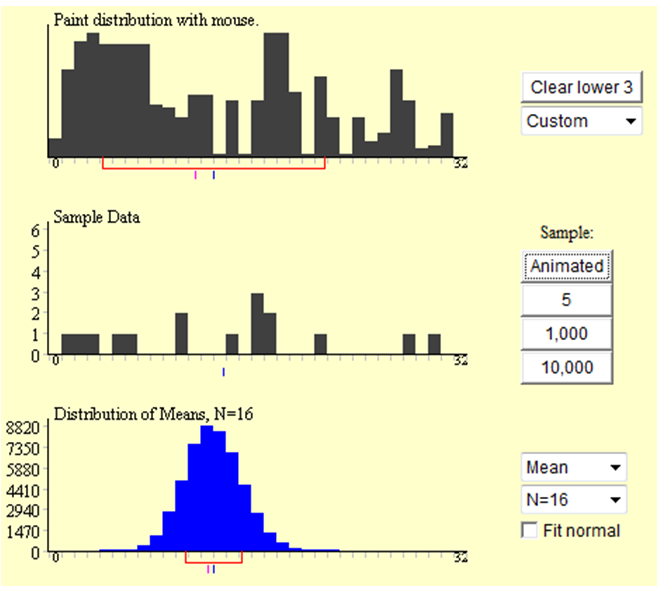 Paint distribution with mouse.
Clear lower 3
Custom
0 32
Sample Data
6
5
4
3
2
1
0
0 32
Sample:
Animated
5
1,000
10,000
Distribution of Means, N=16
8820
7350
5880
4410
2940
1470
0
0 32
Mean
N=16
Fit normal